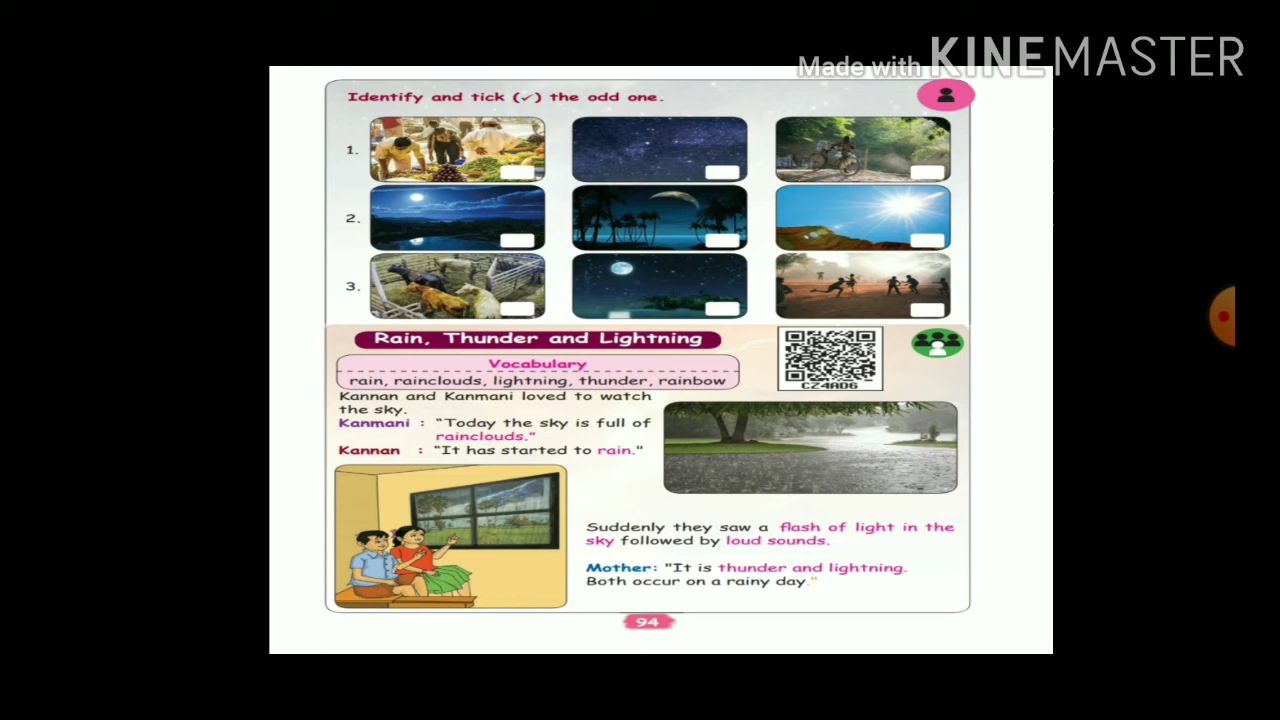 Made with KINEMASTER
Identify and tick (✓) the odd one.
1.
2.
3.
Rain, Thunder and Lightning
Vocabulary
rain, rainclouds, lightning, thunder, rainbow
CZ4AD6
Kannan and Kanmani loved to watch
the sky.
Kanmani : "Today the sky is full of
rainclouds."
Kannan : "It has started to rain."
Suddenly they saw a flash of light in the
sky followed by loud sounds.
Mother: "It is thunder and lightning.
Both occur on a rainy day."
94